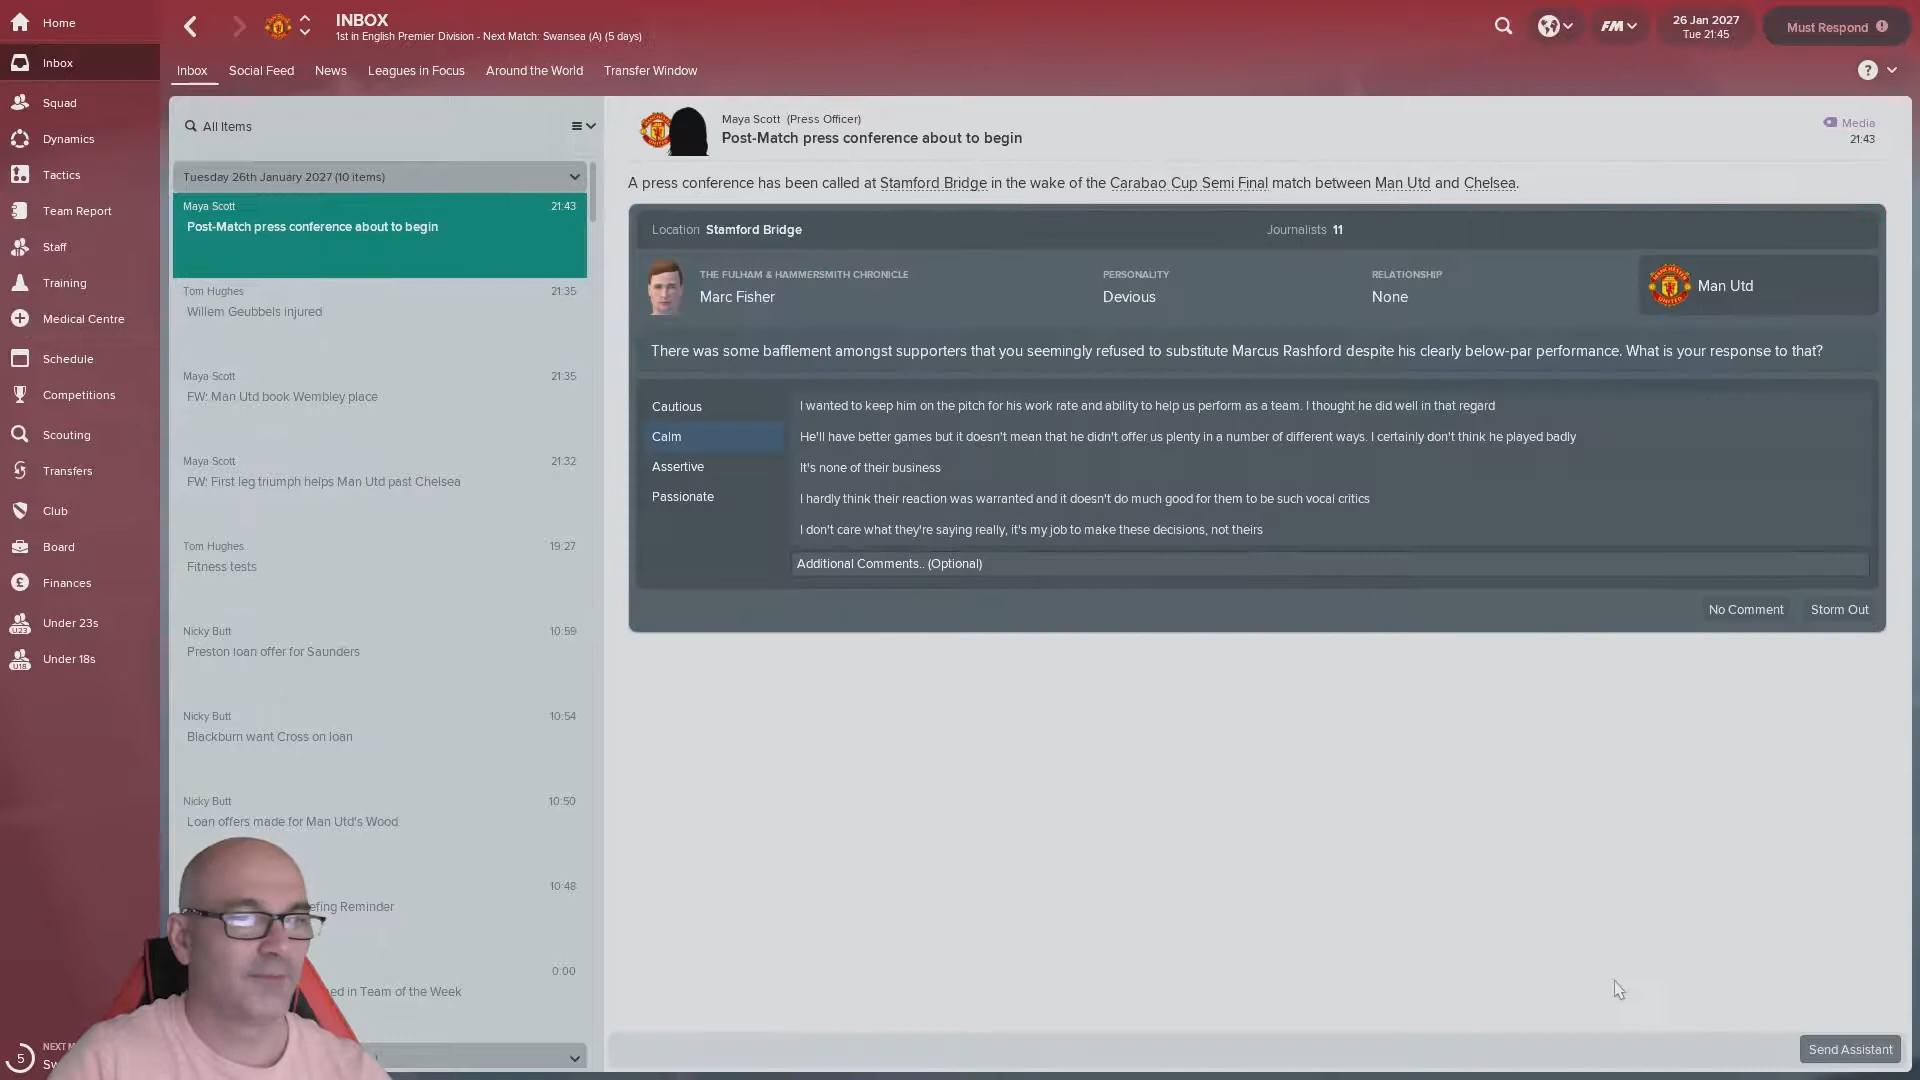 Home
Inbox
Squad
Dynamics
Tactics
Team Report
Staff
Training
Medical Centre
Schedule
Competitions
Scouting
Transfers
Club
Board
Finances
Under 23s
Under 18s
5
NEXT
INBOX
1st in English Premier Division - Next Match: Swansea (A) (5 days)
FM
26 Jan 2027
Tue 21:45
Must Respond
Inbox Social Feed News Leagues in Focus Around the World Transfer Window
?
All Items
Tuesday 26th January 2027 (10 items)
Maya Scott 21:43
Post-Match press conference about to begin
Tom Hughes 21:35
Willem Geubbels injured
Maya Scott 21:35
FW: Man Utd book Wembley place
Maya Scott 21:32
FW: First leg triumph helps Man Utd past Chelsea
Tom Hughes 19:27
Fitness tests
Nicky Butt 10:59
Preston loan offer for Saunders
Nicky Butt 10:54
Blackburn want Cross on loan
Nicky Butt 10:50
Loan offers made for Man Utd's Wood
10:48
Reminder
0:00
in Team of the Week
Maya Scott (Press Officer)
Post-Match press conference about to begin
Media
21:43
A press conference has been called at Stamford Bridge in the wake of the Carabao Cup Semi Final match between Man Utd and Chelsea.
Location Stamford Bridge Journalists 11
THE FULHAM & HAMMERSMITH CHRONICLE PERSONALITY RELATIONSHIP
Marc Fisher Devious None Man Utd
There was some bafflement amongst supporters that you seemingly refused to substitute Marcus Rashford despite his clearly below-par performance. What is your response to that?
Cautious
Calm
Assertive
Passionate
I wanted to keep him on the pitch for his work rate and ability to help us perform as a team. I thought he did well in that regard
He'll have better games but it doesn't mean that he didn't offer us plenty in a number of different ways. I certainly don't think he played badly
It's none of their business
I hardly think their reaction was warranted and it doesn't do much good for them to be such vocal critics
I don't care what they're saying really, it's my job to make these decisions, not theirs
Additional Comments.. (Optional)
No Comment Storm Out
Send Assistant